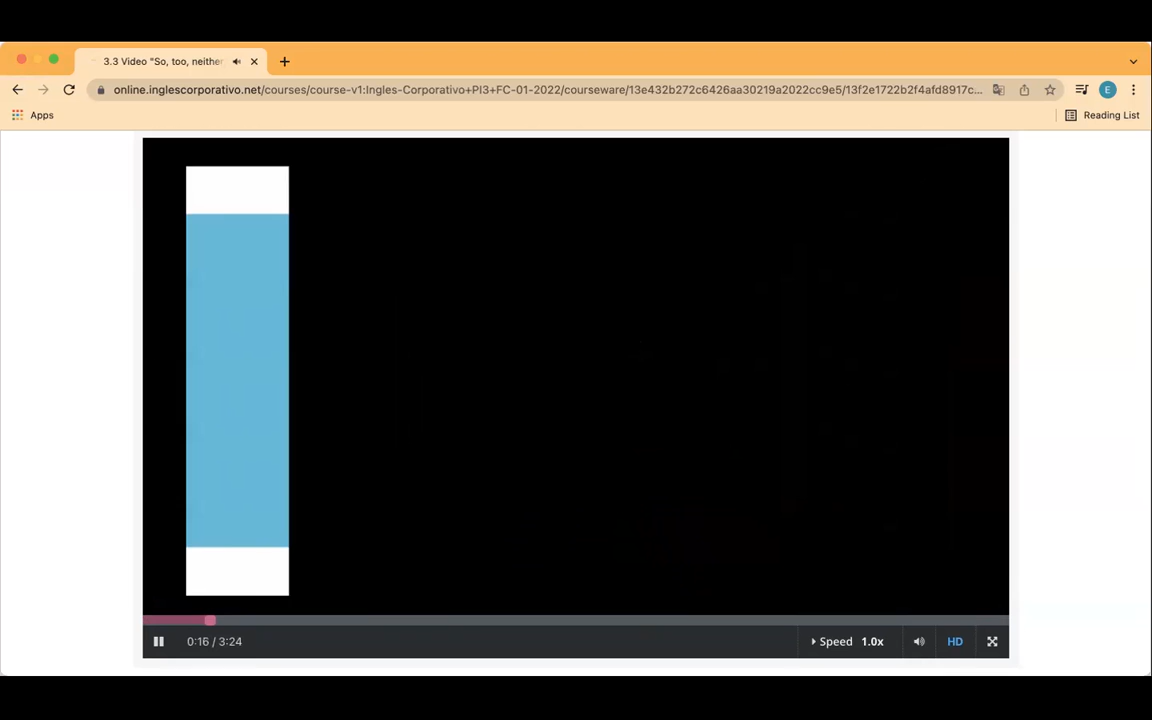 3.3 Video "So, too, neither
online.inglescorporativo.net/courses/course-v1:Ingles-Corporativo+PI3+FC-01-2022/courseware/13e432b272c6426aa30219a2022cc9e5/13f2e1722b2f4afd8917c...
E
Apps
Reading List
0:16 / 3:24
Speed 1.0x
HD